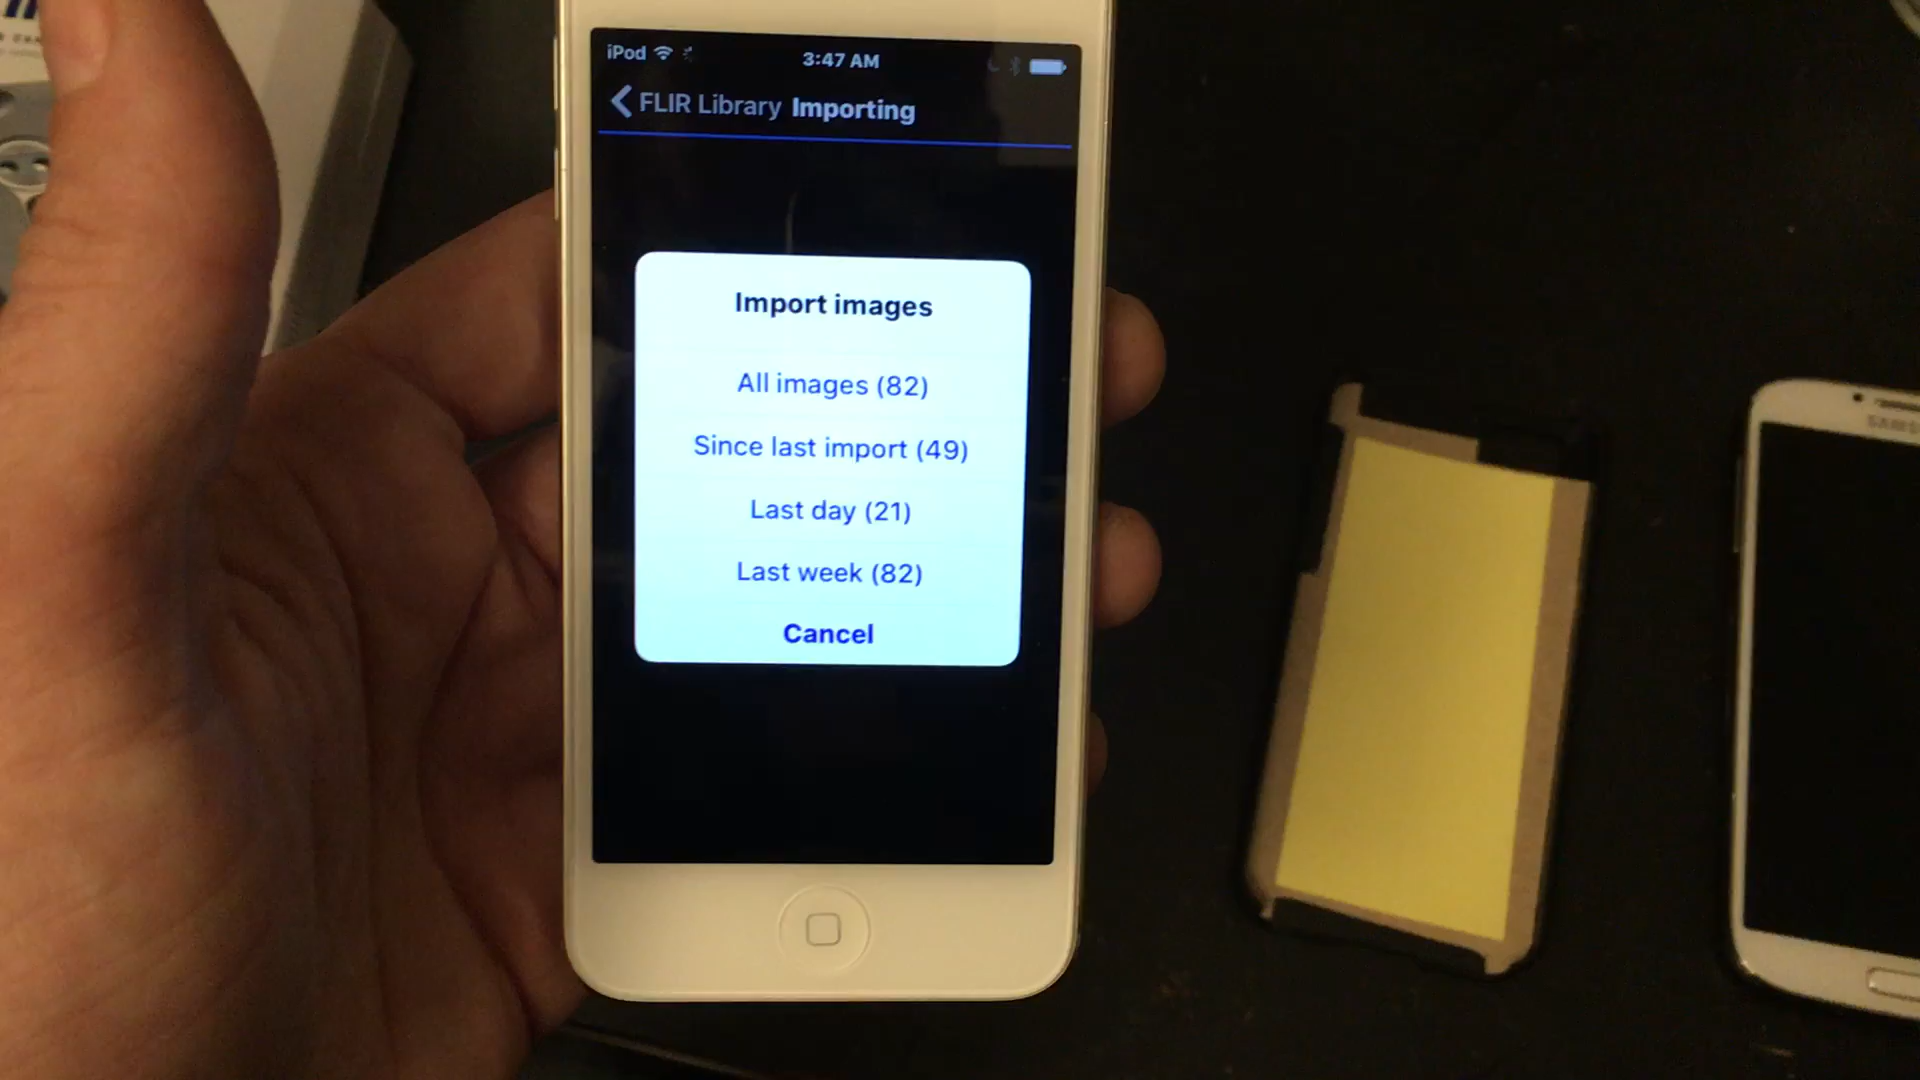 iPod 3:47 AM
FLIR Library Importing
Import images
All images (82)
Since last import (49)
Last day (21)
Last week (82)
Cancel